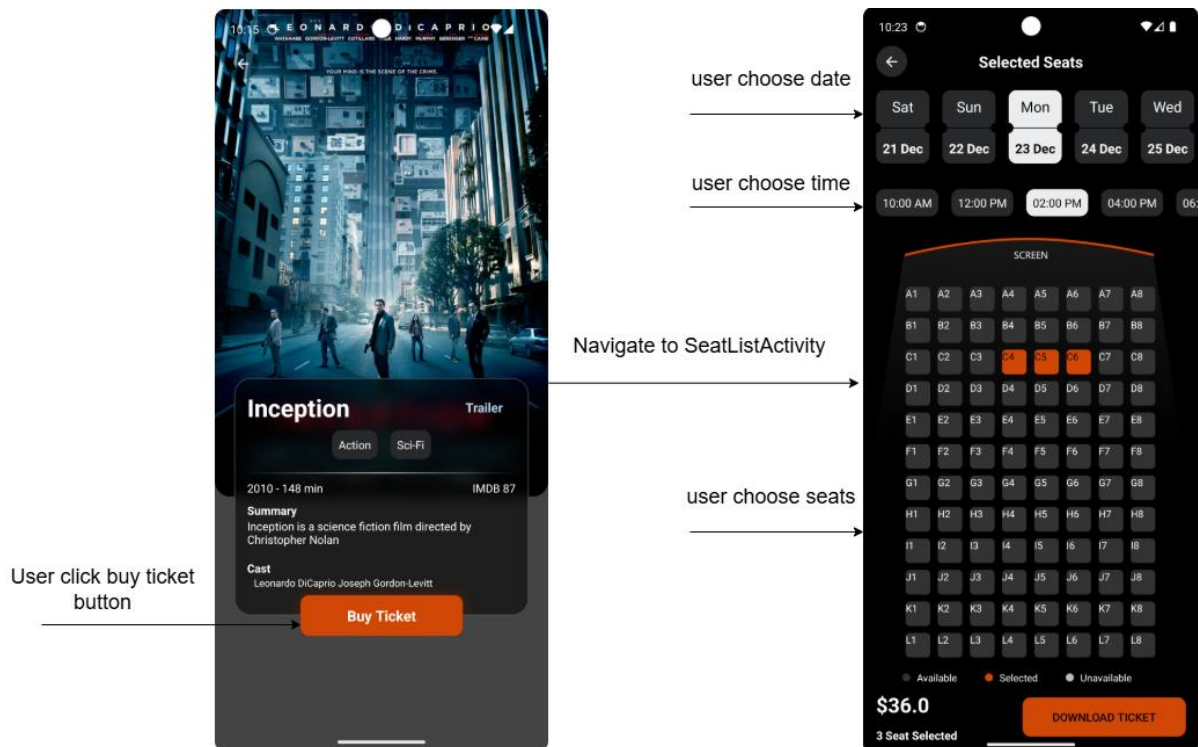 10:15
LEONARDO DiCAPRIO
YOUR MIND IS THE SCENE OF THE CRIME.
Inception
Trailer
Action
Sci-Fi
2010 - 148 min
IMDB 87
Summary
Inception is a science fiction film directed by
Christopher Nolan
Cast
Leonardo DiCaprio Joseph Gordon-Levitt
Buy Ticket
User click buy ticket
button
Navigate to SeatListActivity
user choose date
user choose time
user choose seats
10:23
Selected Seats
Sat Sun Mon Tue Wed
21 Dec 22 Dec 23 Dec 24 Dec 25 Dec
10:00 AM 12:00 PM 02:00 PM 04:00 PM 06:
SCREEN
A1 A2 A3 A4 A5 A6 A7 A8
B1 B2 B3 B4 B5 B6 B7 B8
C1 C2 C3 C4 C5 C6 C7 C8
D1 D2 D3 D4 D5 D6 D7 D8
E1 E2 E3 E4 E5 E6 E7 E8
F1 F2 F3 F4 F5 F6 F7 F8
G1 G2 G3 G4 G5 G6 G7 G8
H1 H2 H3 H4 H5 H6 H7 H8
I1 I2 I3 I4 I5 I6 I7 I8
J1 J2 J3 J4 J5 J6 J7 J8
K1 K2 K3 K4 K5 K6 K7 K8
L1 L2 L3 L4 L5 L6 L7 L8
Available Selected Unavailable
$36.0
3 Seat Selected
DOWNLOAD TICKET